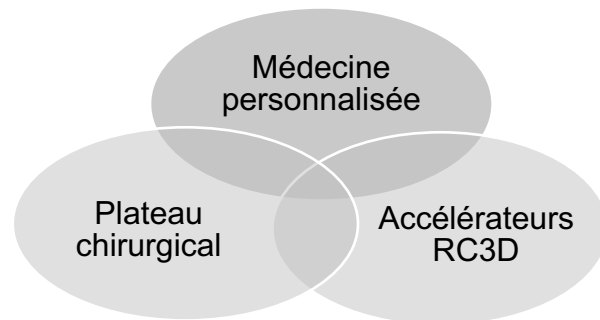 Médecine
personnalisée
Plateau
chirurgical
Accélérateurs
RC3D